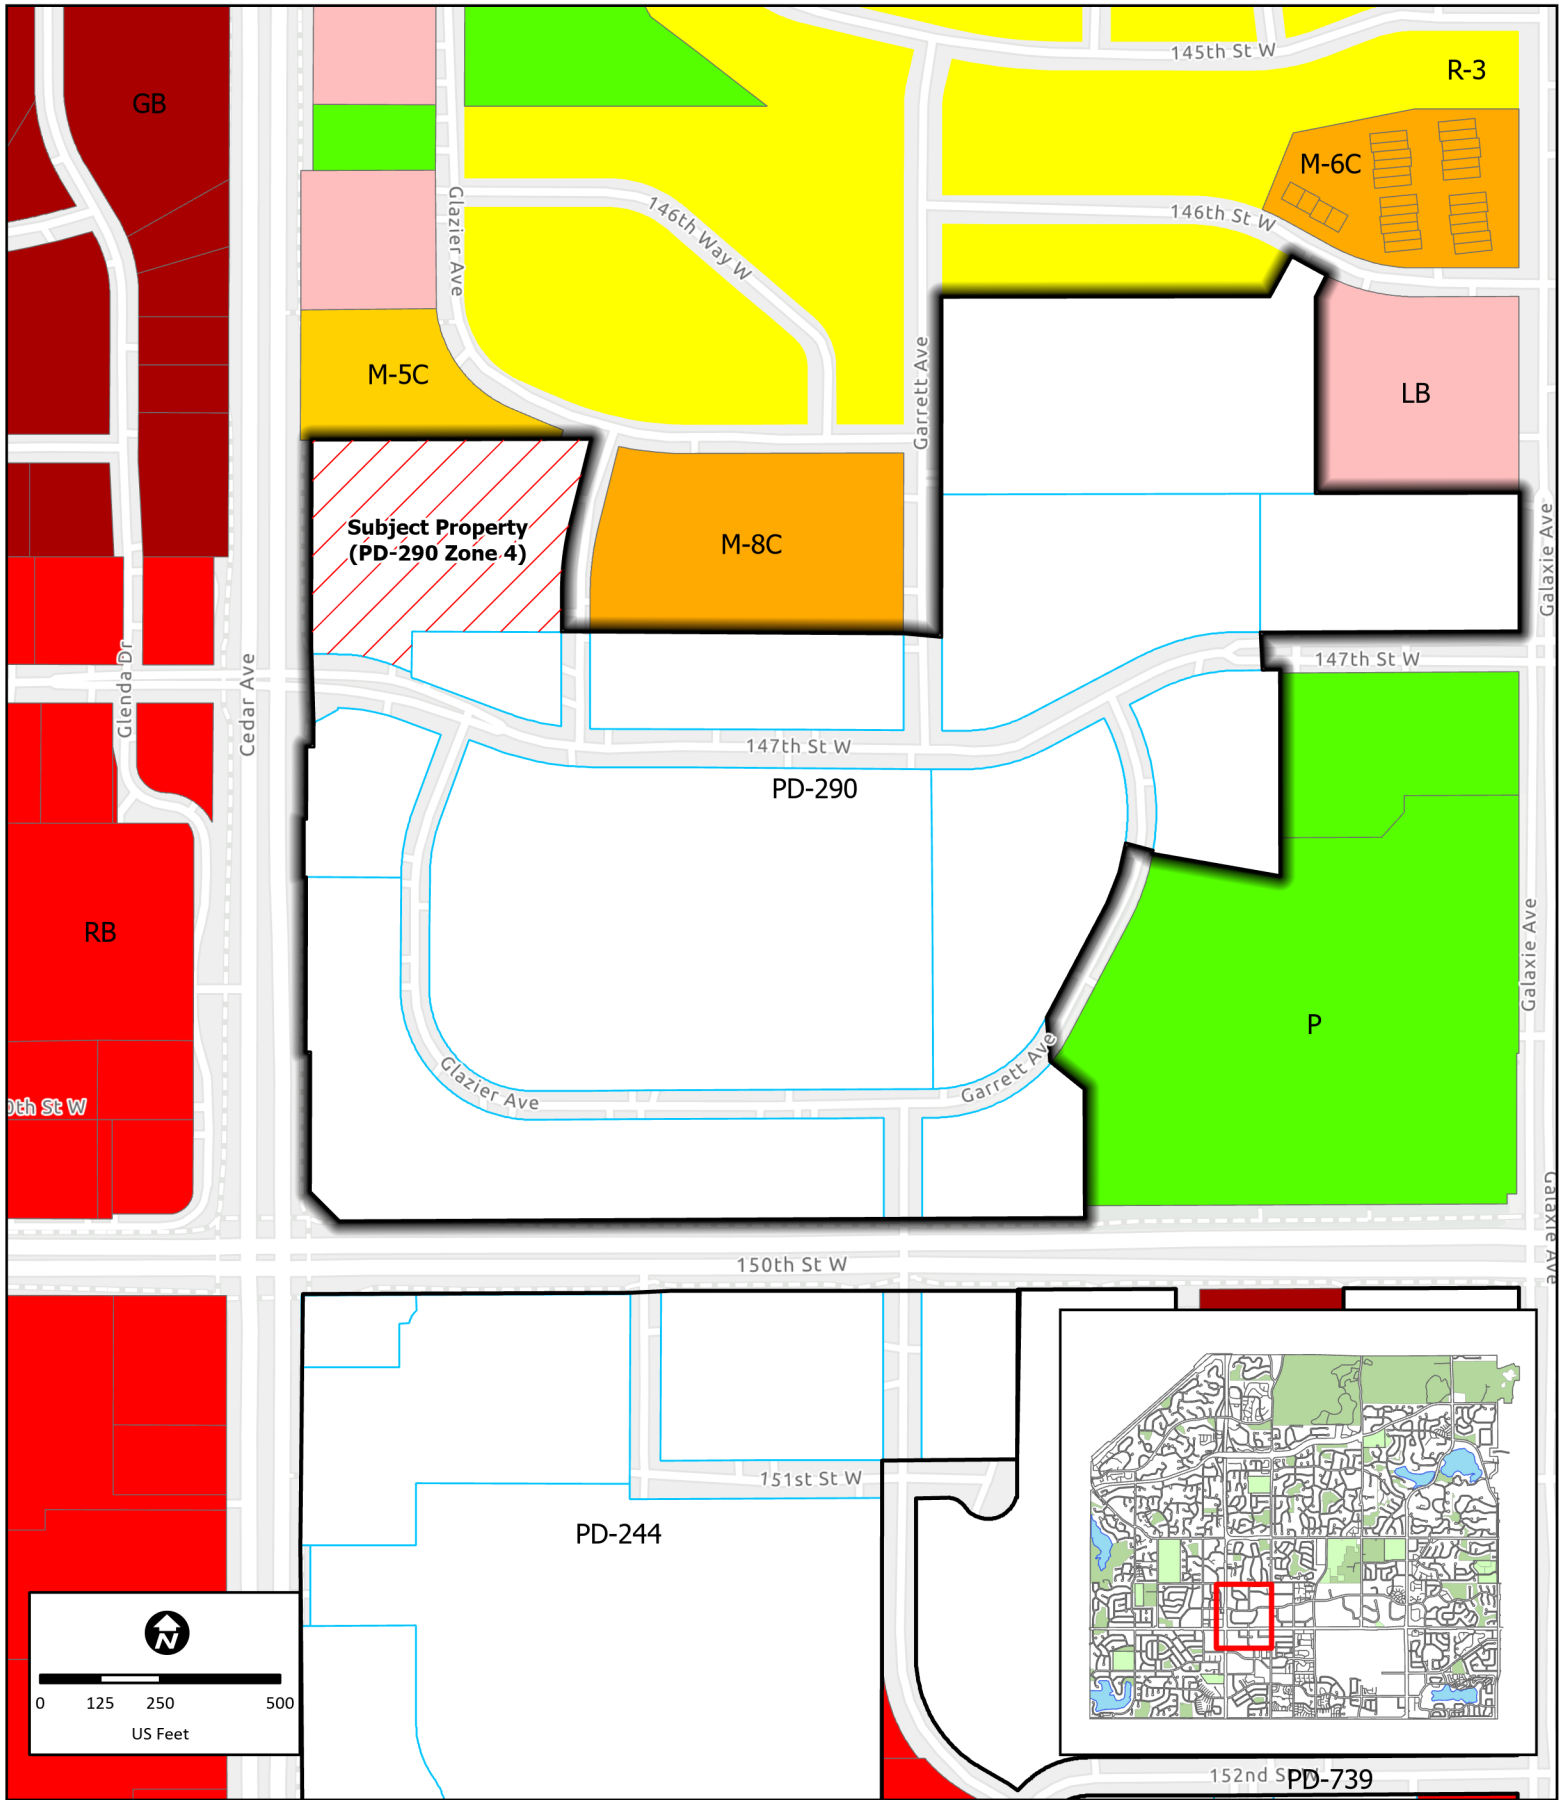 145th St W
R-3
GB
M-6C
Glazier Ave
146th Way W
146th St W
Garrett Ave
M-5C
LB
Subject Property
(PD-290 Zone 4)
M-8C
Galaxie Ave
Glenda Dr
Cedar Ave
147th St W
147th St W
PD-290
RB
Galaxie Ave
P
Glazier Ave
Garrett Ave
0th St W
Galaxie Ave
150th St W
151st St W
PD-244
N
0 125 250 500
US Feet
152nd St W
PD-739